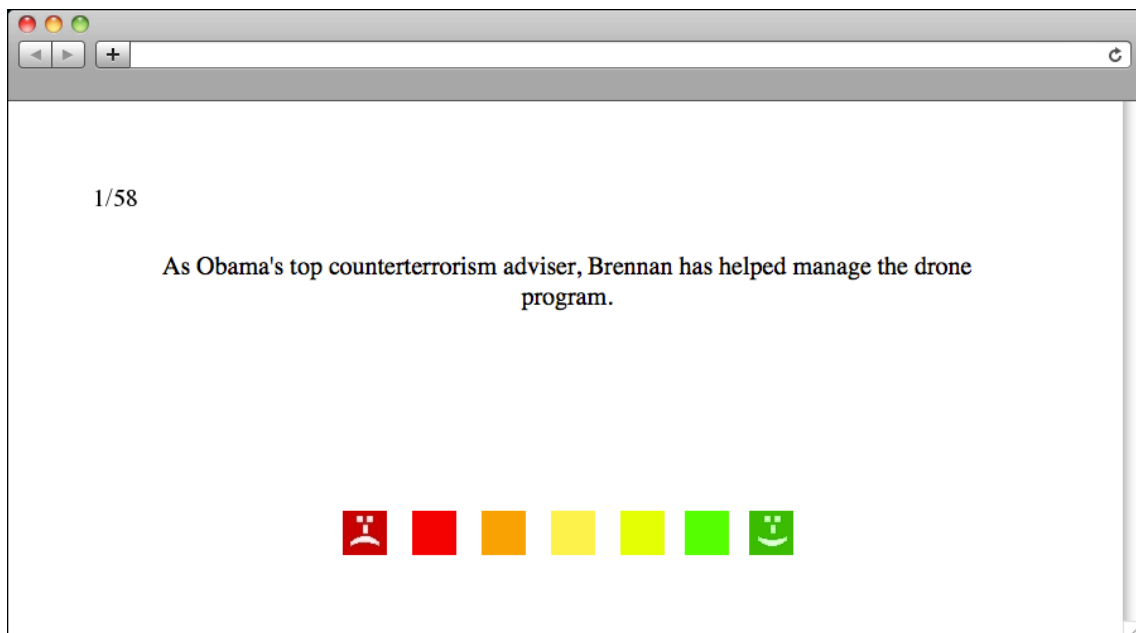 1/58
As Obama's top counterterrorism adviser, Brennan has helped manage the drone
program.